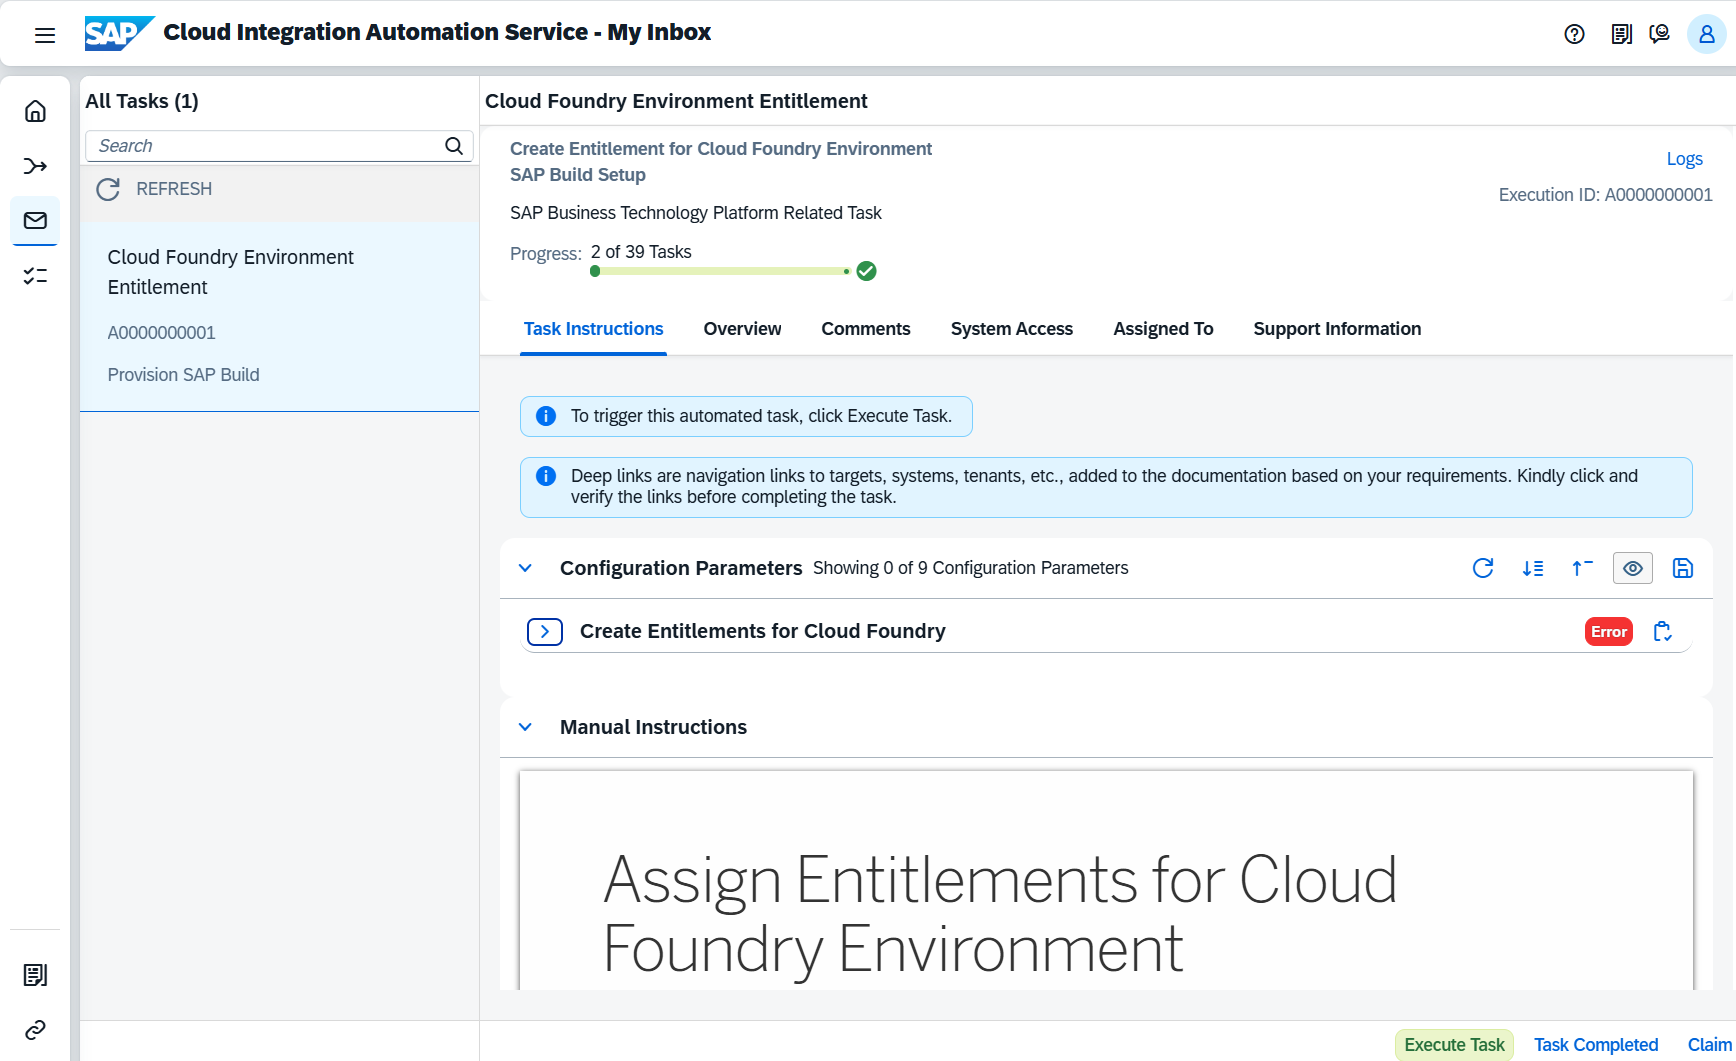 SAP Cloud Integration Automation Service - My Inbox
All Tasks (1)
Search
REFRESH
Cloud Foundry Environment
Entitlement
A0000000001
Provision SAP Build
Cloud Foundry Environment Entitlement
Create Entitlement for Cloud Foundry Environment
SAP Build Setup
Logs
Execution ID: A0000000001
SAP Business Technology Platform Related Task
Progress: 2 of 39 Tasks
Task Instructions Overview Comments System Access Assigned To Support Information
To trigger this automated task, click Execute Task.
Deep links are navigation links to targets, systems, tenants, etc., added to the documentation based on your requirements. Kindly click and
verify the links before completing the task.
Configuration Parameters Showing 0 of 9 Configuration Parameters
Create Entitlements for Cloud Foundry Error
Manual Instructions
Assign Entitlements for Cloud
Foundry Environment
Execute Task Task Completed Claim